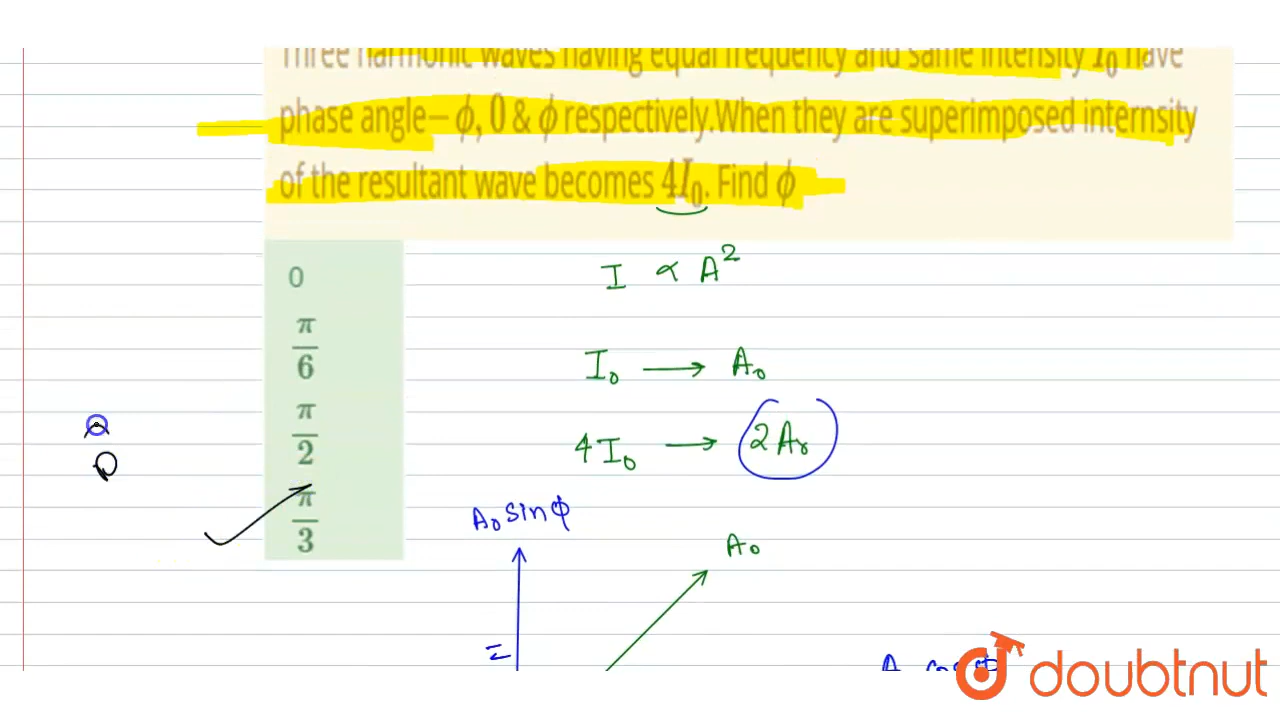 Three harmonic waves having equal frequency and same intensity I₀ have
phase angle− ϕ, 0 & ϕ respectively.When they are superimposed internsity
of the resultant wave becomes 4I₀. Find ϕ
0
π/6
π/2
π/3
I ∝ A²
I₀ → A₀
4I₀ → 2A₀
A₀ sinϕ
A₀
doubtnut